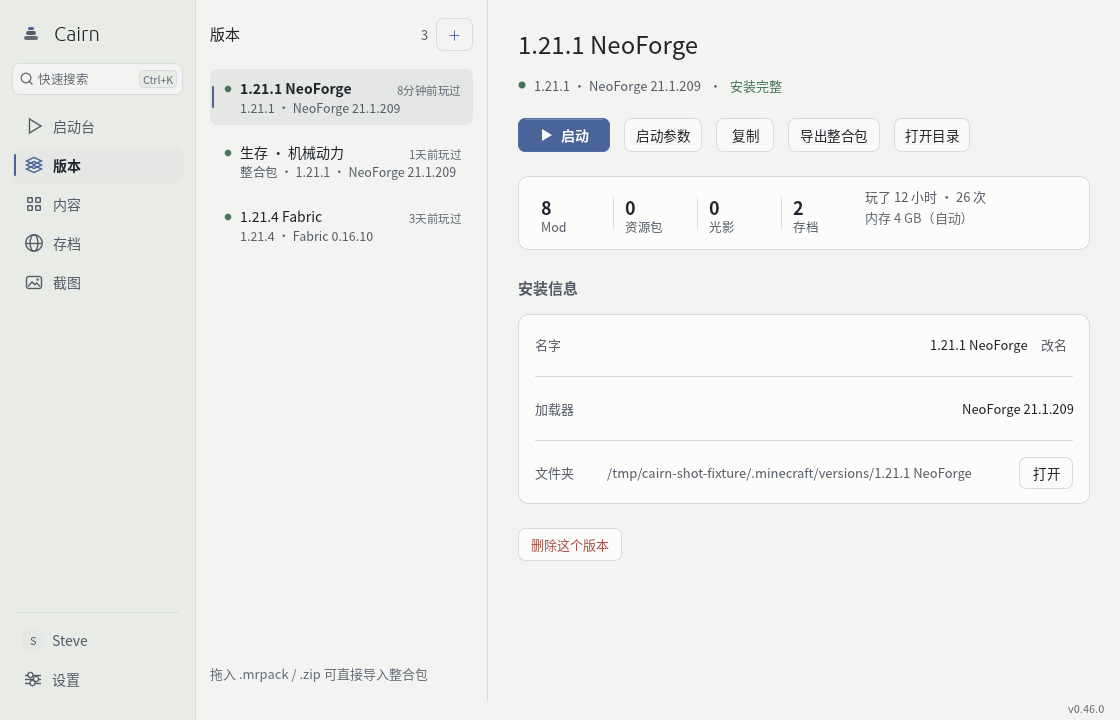 Cairn
快速搜索 Ctrl+K
启动台
版本
内容
存档
截图
S Steve
设置
版本 3 +
1.21.1 NeoForge 8分钟前玩过
1.21.1 · NeoForge 21.1.209
生存 · 机械动力 1天前玩过
整合包 · 1.21.1 · NeoForge 21.1.209
1.21.4 Fabric 3天前玩过
1.21.4 · Fabric 0.16.10
拖入 .mrpack / .zip 可直接导入整合包
1.21.1 NeoForge
1.21.1 · NeoForge 21.1.209 · 安装完整
启动 启动参数 复制 导出整合包 打开目录
8 Mod
0 资源包
0 光影
2 存档
玩了 12 小时 · 26 次
内存 4 GB（自动）
安装信息
名字 1.21.1 NeoForge 改名
加载器 NeoForge 21.1.209
文件夹 /tmp/cairn-shot-fixture/.minecraft/versions/1.21.1 NeoForge 打开
删除这个版本
v0.46.0